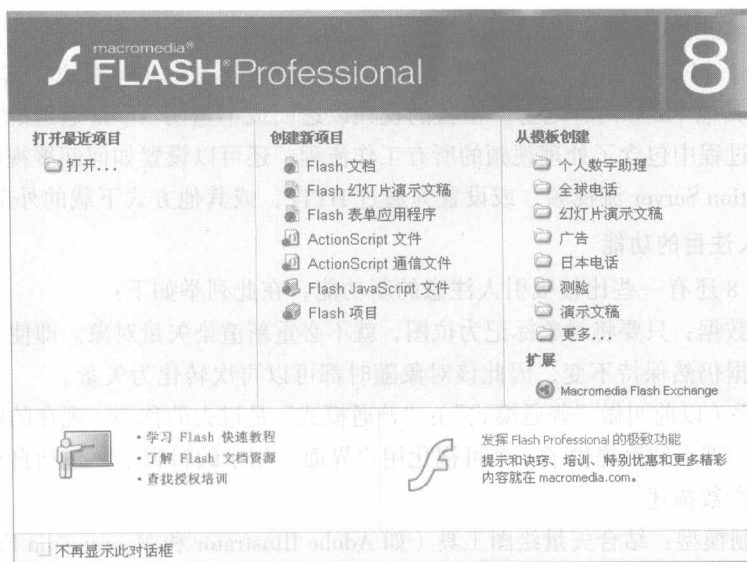 macromedia®
FLASH® Professional 8
打开最近项目
打开...
创建新项目
Flash 文档
Flash 幻灯片演示文稿
Flash 表单应用程序
ActionScript 文件
ActionScript 通信文件
Flash JavaScript 文件
Flash 项目
从模板创建
个人数字助理
全球电话
幻灯片演示文稿
广告
日本电话
测验
演示文稿
更多...
扩展
Macromedia Flash Exchange
• 学习 Flash 快速教程
• 了解 Flash 文档资源
• 查找授权培训
发挥 Flash Professional 的极致功能
提示和诀窍、培训、特别优惠和更多精彩
内容就在 macromedia.com。
不再显示此对话框